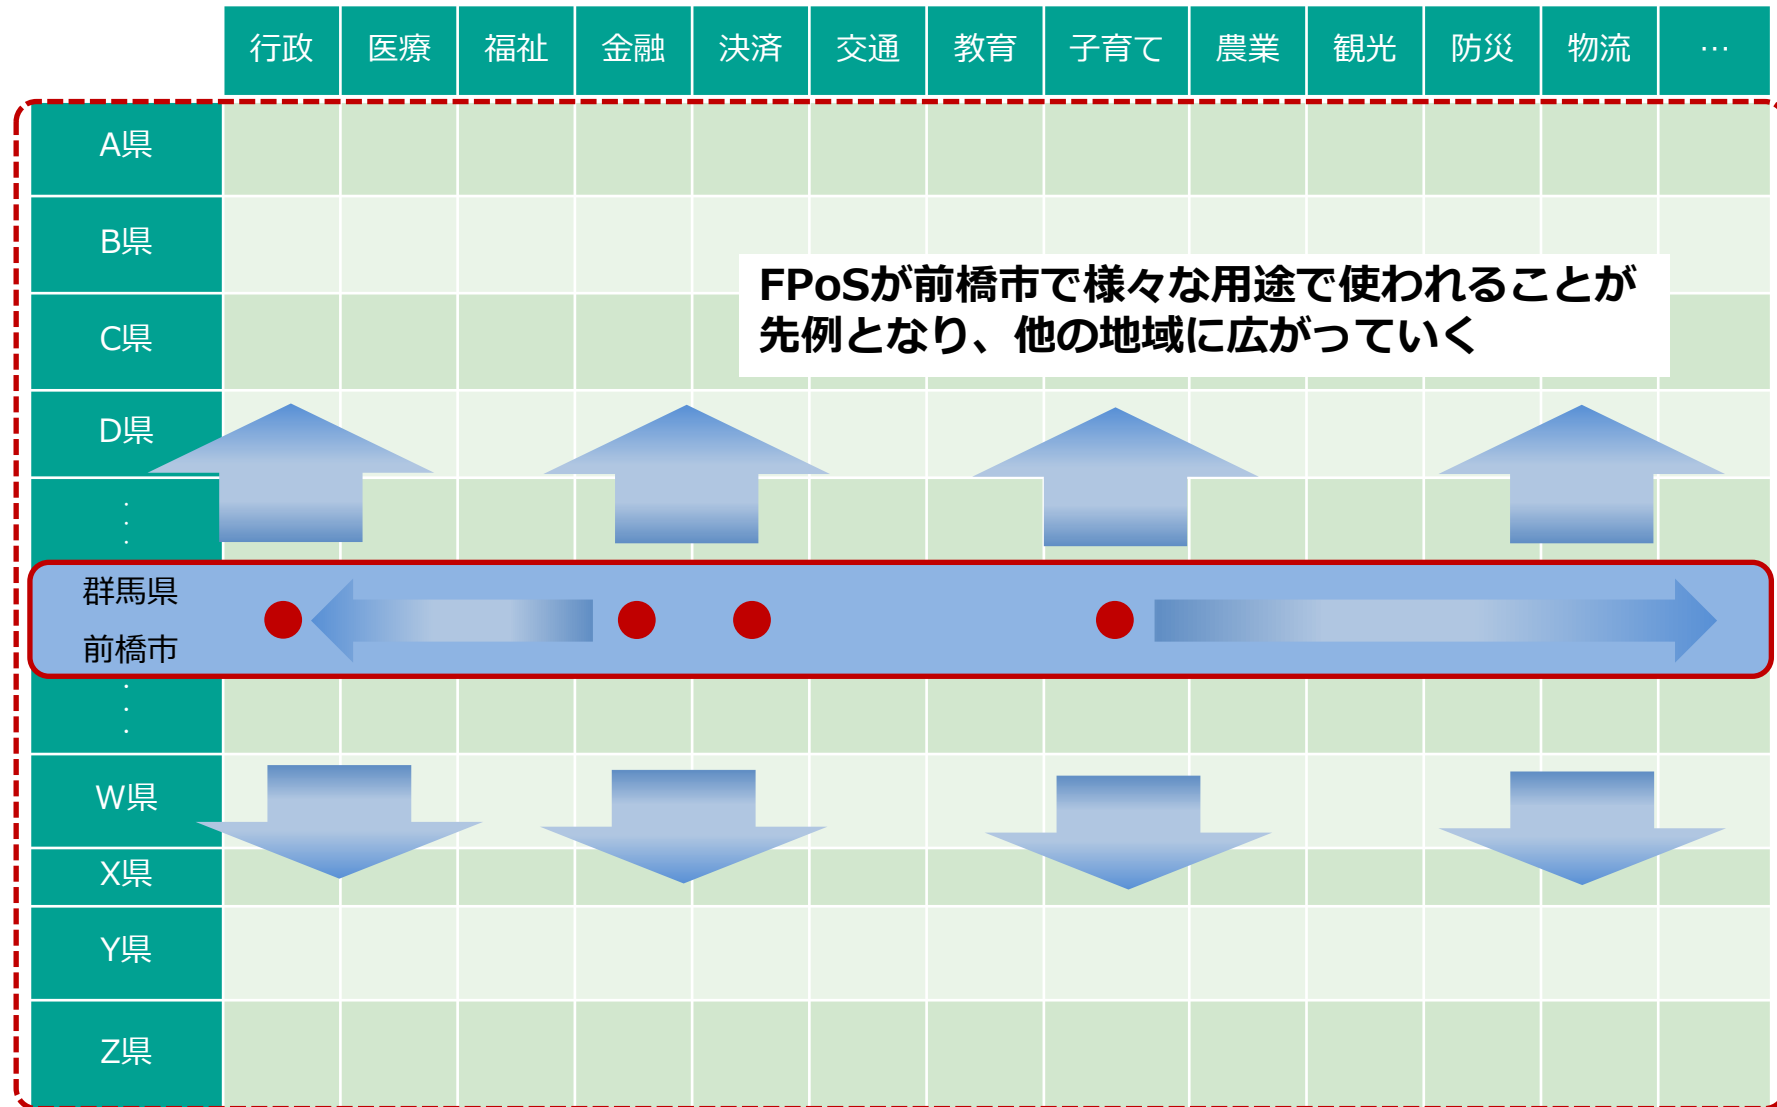 行政 医療 福祉 金融 決済 交通 教育 子育て 農業 観光 防災 物流 …
A県
B県
FPoSが前橋市で様々な用途で使われることが
先例となり、他の地域に広がっていく
C県
D県
・
・
・
群馬県
前橋市
・
・
・
W県
X県
Y県
Z県